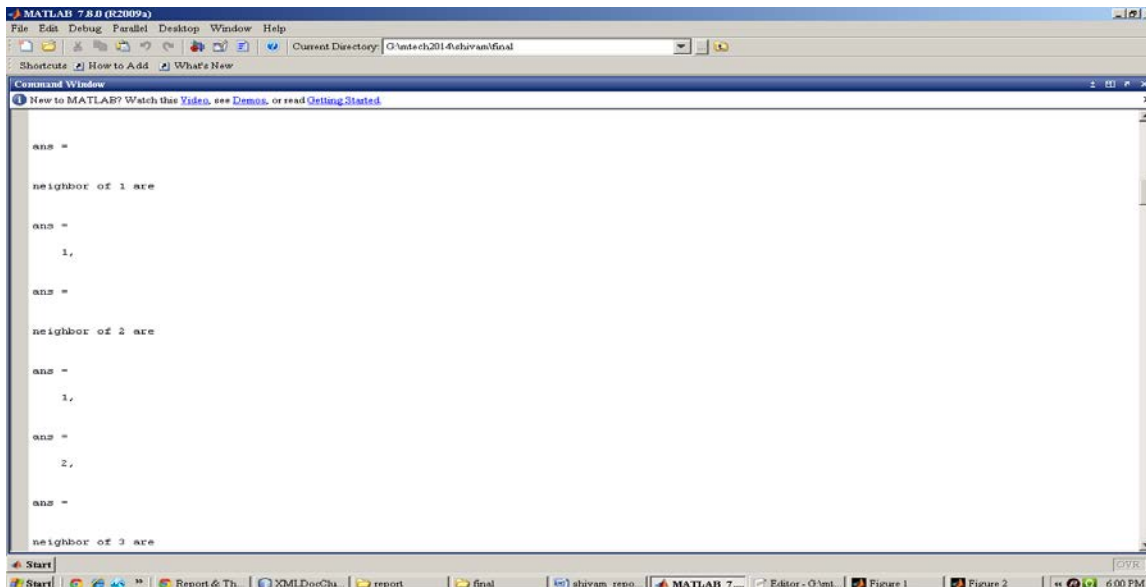 MATLAB 7.8.0 (R2009a)
File Edit Debug Parallel Desktop Window Help
Current Directory: G:\mtech2014\shivam\final
Shortcuts How to Add What's New
Command Window
New to MATLAB? Watch this Video, see Demos, or read Getting Started.
ans =
neighbor of 1 are
ans =
1,
ans =
neighbor of 2 are
ans =
1,
ans =
2,
ans =
neighbor of 3 are
Start
OVR
Start Report & Th... XMLDocChu... report final shivam_repo... MATLAB 7.... Editor - G:\mt... Figure 1 Figure 2 6:00 PM